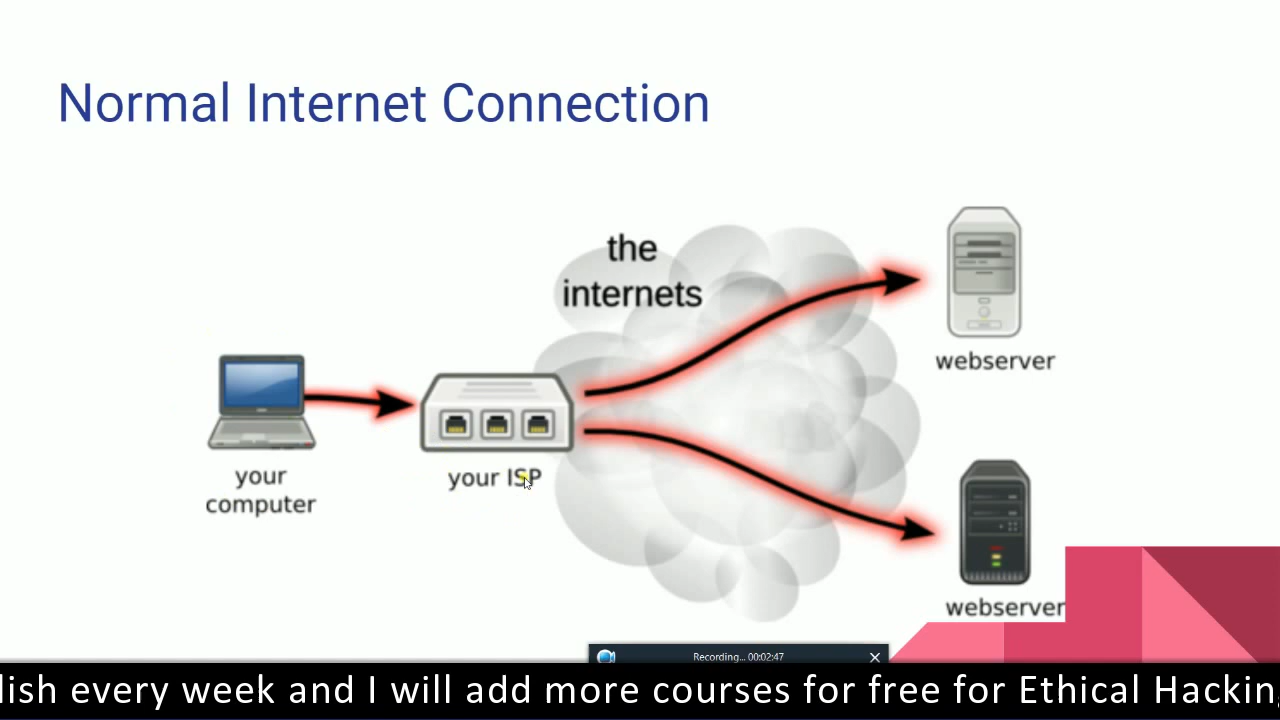 Normal Internet Connection
the
internets
webserver
your
computer
your ISP
webserver
Recording... 00:02:47
lish every week and I will add more courses for free for Ethical Hackin